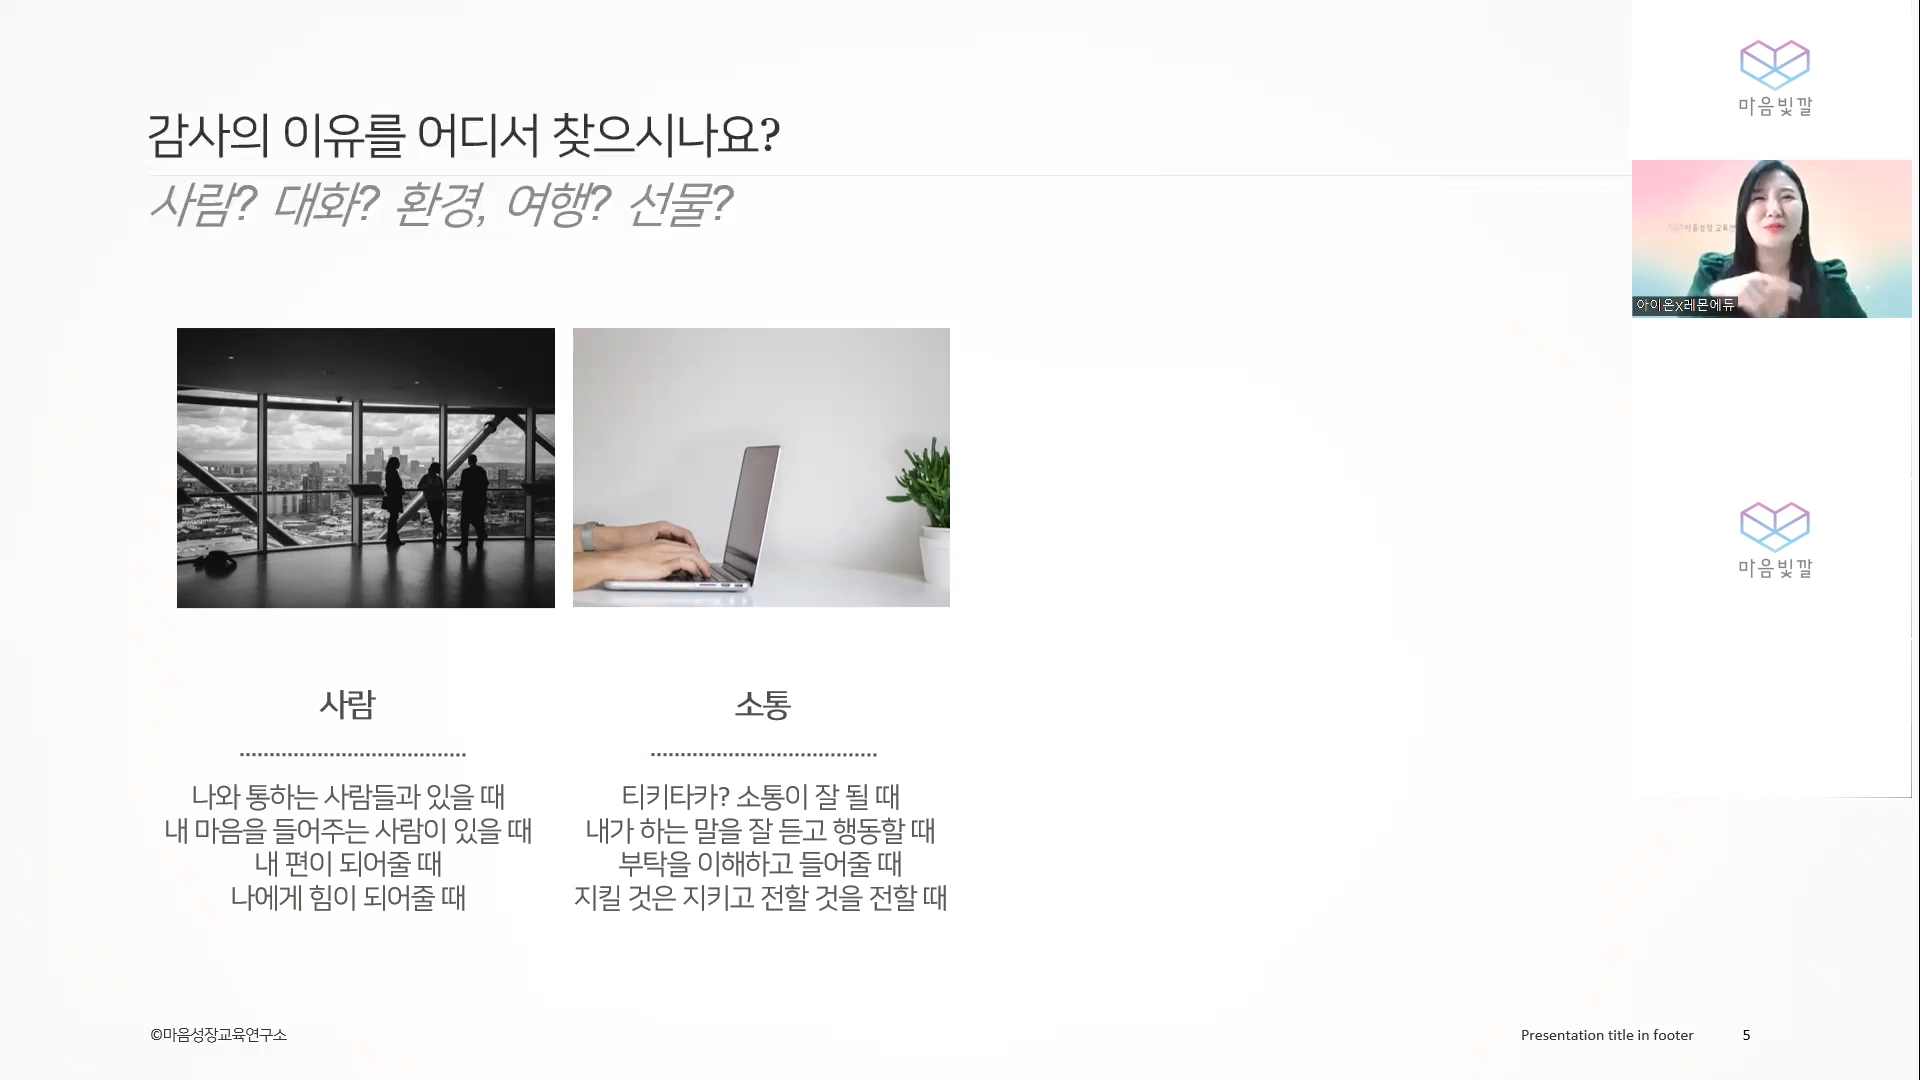 감사의 이유를 어디서 찾으시나요?
사람? 대화? 환경, 여행? 선물?
마음빛깔
마음성장 교육연
아이온x레몬에듀
마음빛깔
사람
나와 통하는 사람들과 있을 때
내 마음을 들어주는 사람이 있을 때
내 편이 되어줄 때
나에게 힘이 되어줄 때
소통
티키타카? 소통이 잘 될 때
내가 하는 말을 잘 듣고 행동할 때
부탁을 이해하고 들어줄 때
지킬 것은 지키고 전할 것을 전할 때
©마음성장교육연구소
Presentation title in footer
5